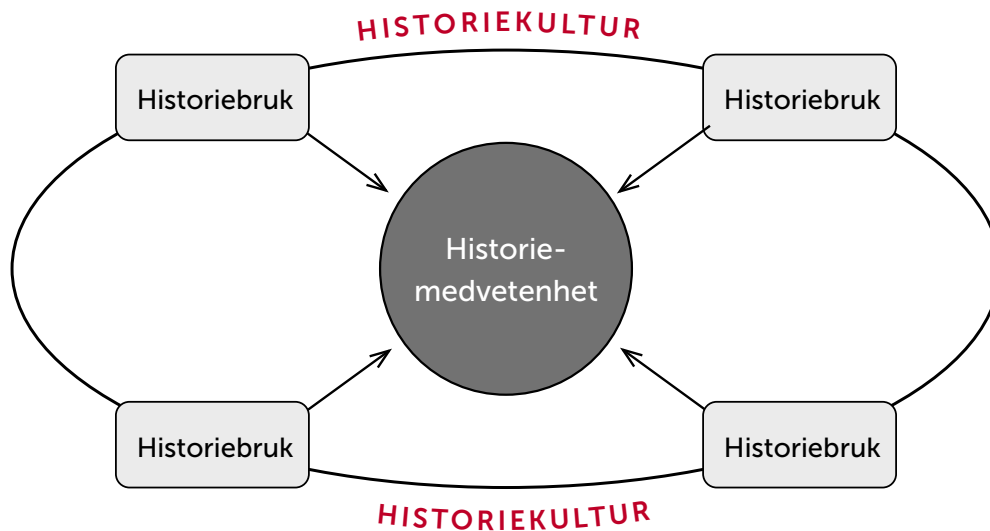 HISTORIEKULTUR
Historiebruk
Historiebruk
Historie-
medvetenhet
Historiebruk
Historiebruk
HISTORIEKULTUR